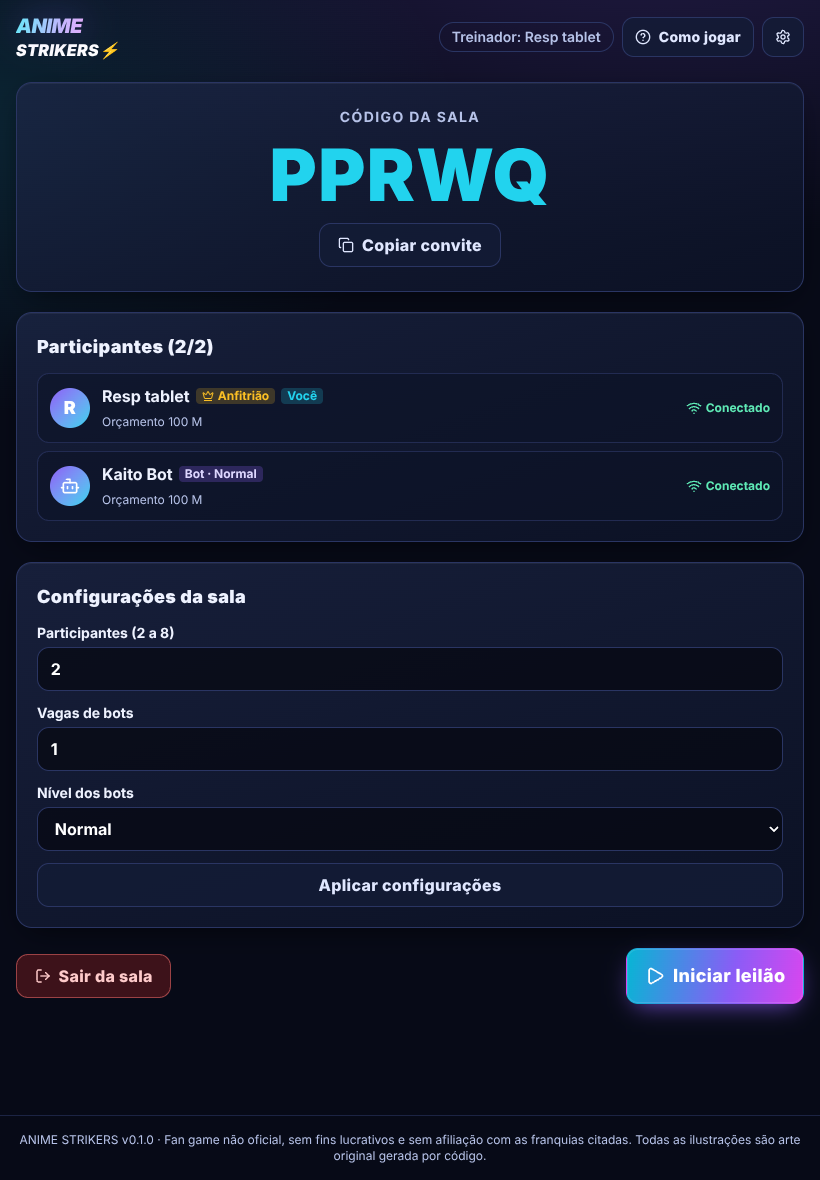 ANIME
STRIKERS⚡
Treinador: Resp tablet
Como jogar
CÓDIGO DA SALA
PPRWQ
Copiar convite
Participantes (2/2)
R
Resp tablet
Anfitrião
Você
Orçamento 100 M
Conectado
Kaito Bot
Bot · Normal
Orçamento 100 M
Conectado
Configurações da sala
Participantes (2 a 8)
2
Vagas de bots
1
Nível dos bots
Normal
Aplicar configurações
Sair da sala
Iniciar leilão
ANIME STRIKERS v0.1.0 · Fan game não oficial, sem fins lucrativos e sem afiliação com as franquias citadas. Todas as ilustrações são arte
original gerada por código.